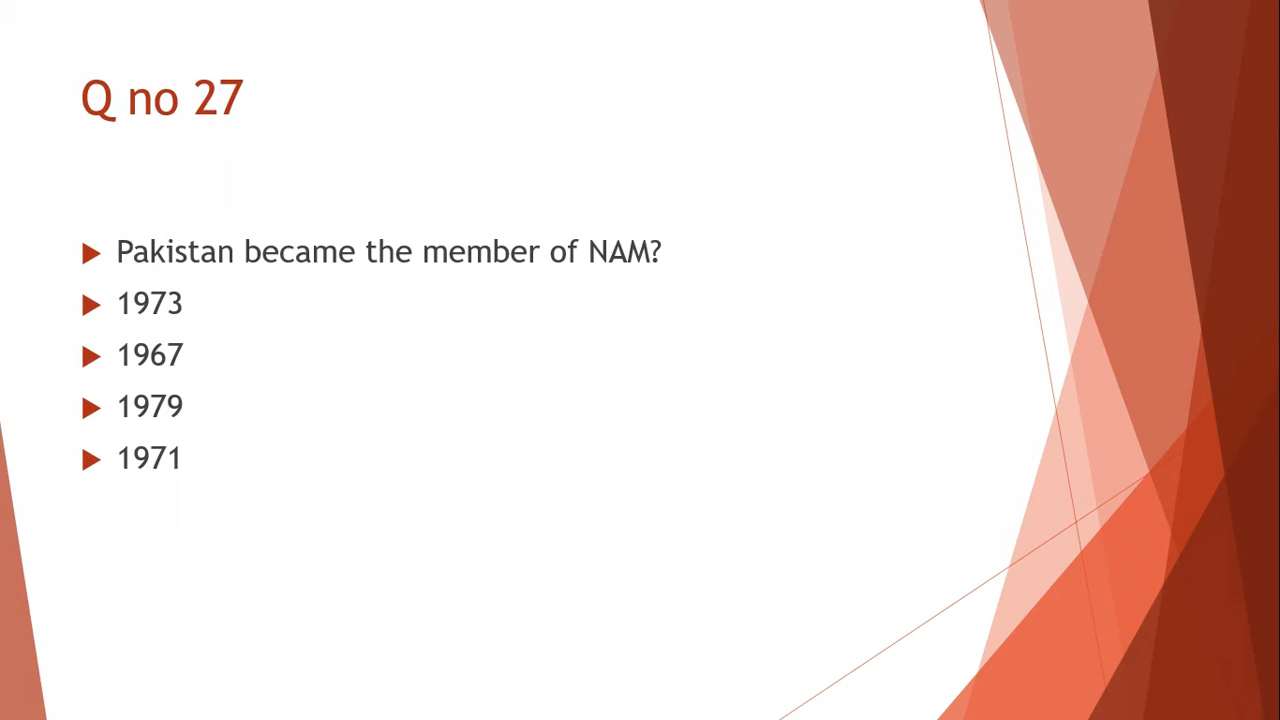 Q no 27
Pakistan became the member of NAM?
1973
1967
1979
1971